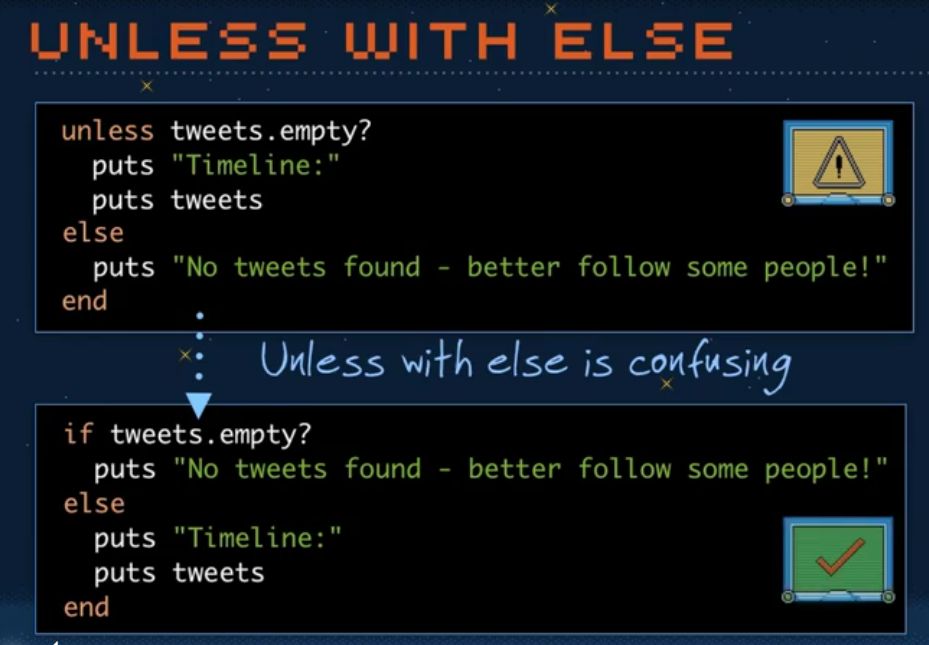 UNLESS WITH ELSE
unless tweets.empty?
  puts "Timeline:"
  puts tweets
else
  puts "No tweets found - better follow some people!"
end
Unless with else is confusing
if tweets.empty?
  puts "No tweets found - better follow some people!"
else
  puts "Timeline:"
  puts tweets
end